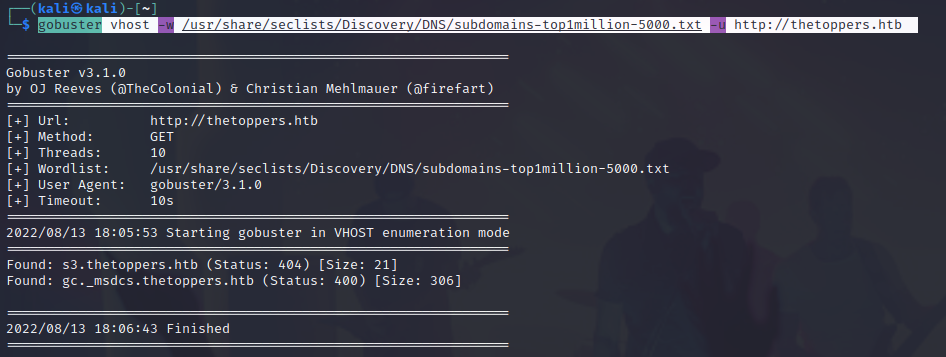 ┌──(kali㉿kali)-[~]
└─$ gobuster vhost -w /usr/share/seclists/Discovery/DNS/subdomains-top1million-5000.txt -u http://thetoppers.htb
===============================================================
Gobuster v3.1.0
by OJ Reeves (@TheColonial) & Christian Mehlmauer (@firefart)
===============================================================
[+] Url:          http://thetoppers.htb
[+] Method:       GET
[+] Threads:      10
[+] Wordlist:     /usr/share/seclists/Discovery/DNS/subdomains-top1million-5000.txt
[+] User Agent:   gobuster/3.1.0
[+] Timeout:      10s
===============================================================
2022/08/13 18:05:53 Starting gobuster in VHOST enumeration mode
===============================================================
Found: s3.thetoppers.htb (Status: 404) [Size: 21]
Found: gc._msdcs.thetoppers.htb (Status: 400) [Size: 306]
===============================================================
2022/08/13 18:06:43 Finished
===============================================================